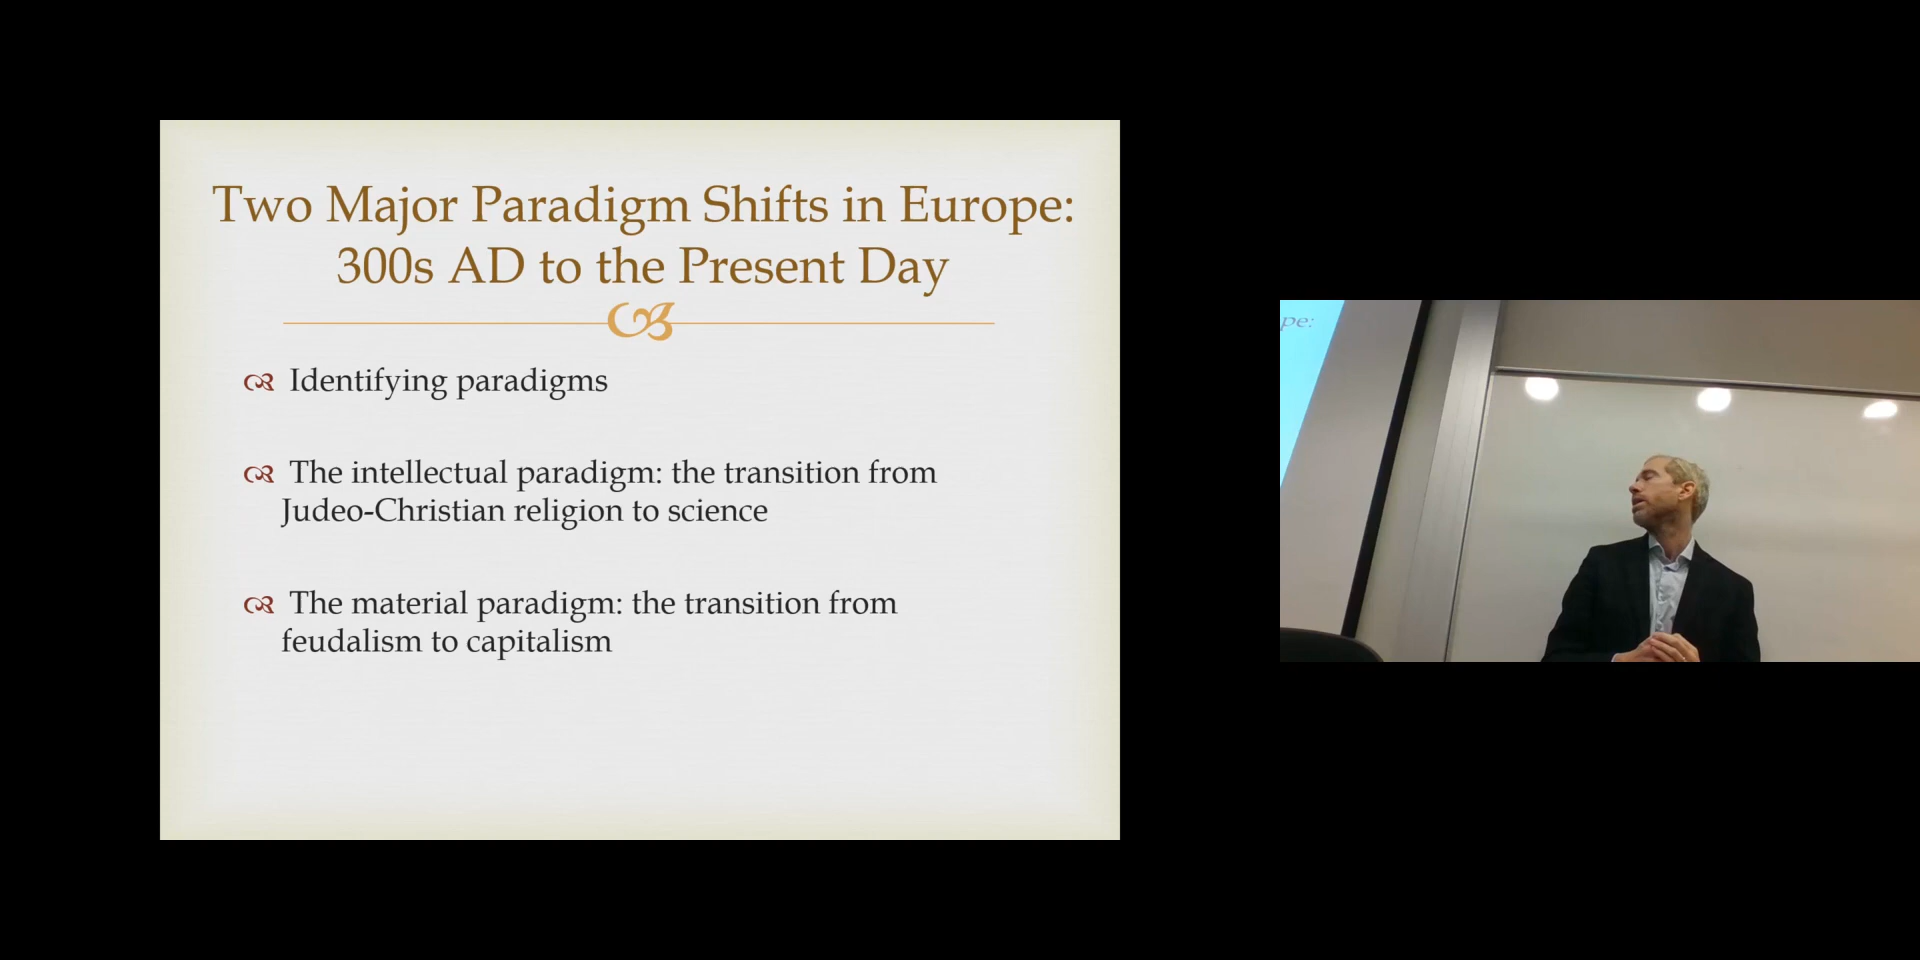 Two Major Paradigm Shifts in Europe:
300s AD to the Present Day
Identifying paradigms
The intellectual paradigm: the transition from
Judeo-Christian religion to science
The material paradigm: the transition from
feudalism to capitalism
pe: